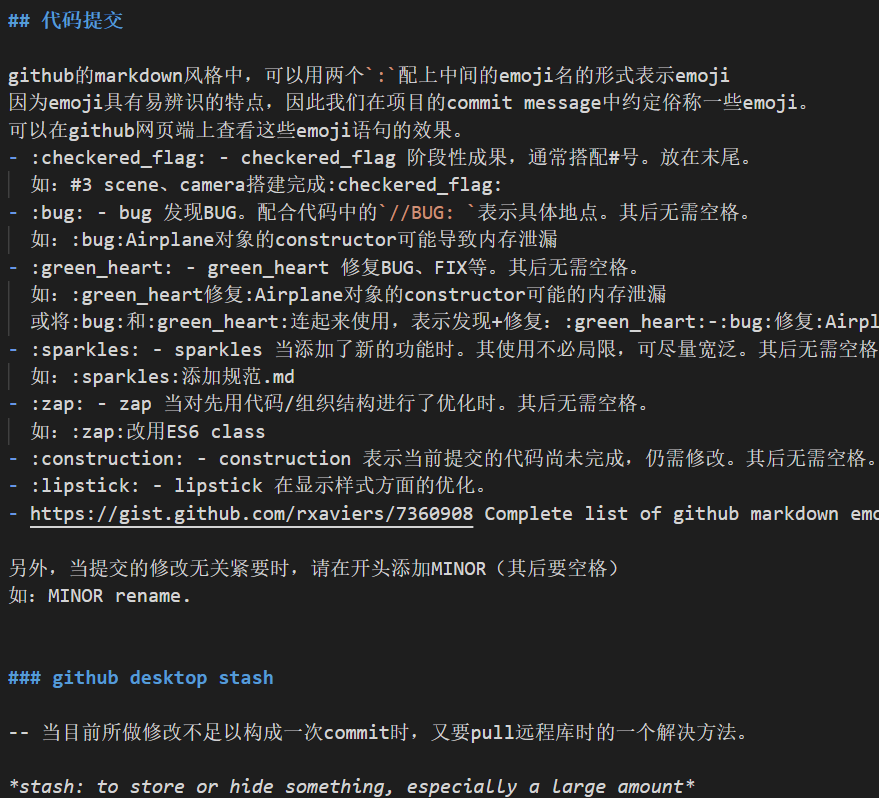 ## 代码提交
github的markdown风格中，可以用两个`:`配上中间的emoji名的形式表示emoji
因为emoji具有易辨识的特点，因此我们在项目的commit message中约定俗称一些emoji。
可以在github网页端上查看这些emoji语句的效果。
- :checkered_flag: - checkered_flag 阶段性成果，通常搭配#号。放在末尾。
如：#3 scene、camera搭建完成:checkered_flag:
- :bug: - bug 发现BUG。配合代码中的`//BUG: `表示具体地点。其后无需空格。
如：:bug:Airplane对象的constructor可能导致内存泄漏
- :green_heart: - green_heart 修复BUG、FIX等。其后无需空格。
如：:green_heart修复:Airplane对象的constructor可能的内存泄漏
或将:bug:和:green_heart:连起来使用，表示发现+修复：:green_heart:-:bug:修复:Airpl
- :sparkles: - sparkles 当添加了新的功能时。其使用不必局限，可尽量宽泛。其后无需空格
如：:sparkles:添加规范.md
- :zap: - zap 当对先用代码/组织结构进行了优化时。其后无需空格。
如：:zap:改用ES6 class
- :construction: - construction 表示当前提交的代码尚未完成，仍需修改。其后无需空格。
- :lipstick: - lipstick 在显示样式方面的优化。
- https://gist.github.com/rxaviers/7360908 Complete list of github markdown emo
另外，当提交的修改无关紧要时，请在开头添加MINOR（其后要空格）
如：MINOR rename.
### github desktop stash
-- 当目前所做修改不足以构成一次commit时，又要pull远程库时的一个解决方法。
*stash: to store or hide something, especially a large amount*